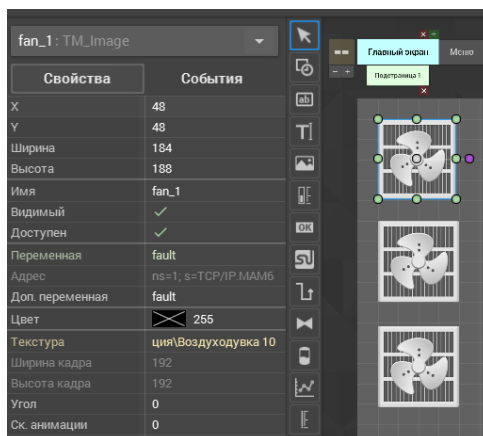 fan_1 : TM_Image
Свойства События
X 48
Y 48
Ширина 184
Высота 188
Имя fan_1
Видимый
Доступен
Переменная fault
Адрес ns=1; s=TCP/IP.MAM6
Доп. переменная fault
Цвет 255
Текстура ция\Воздуходувка 10
Ширина кадра 192
Высота кадра 192
Угол 0
Ск. анимации 0
ab
T
OK
Главный экран Меню
Подстраница 1